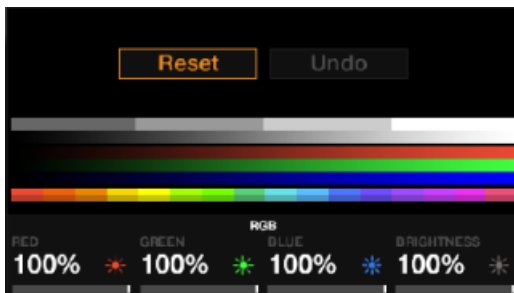 Reset Undo
RGB
RED GREEN BLUE BRIGHTNESS
100% 100% 100% 100%